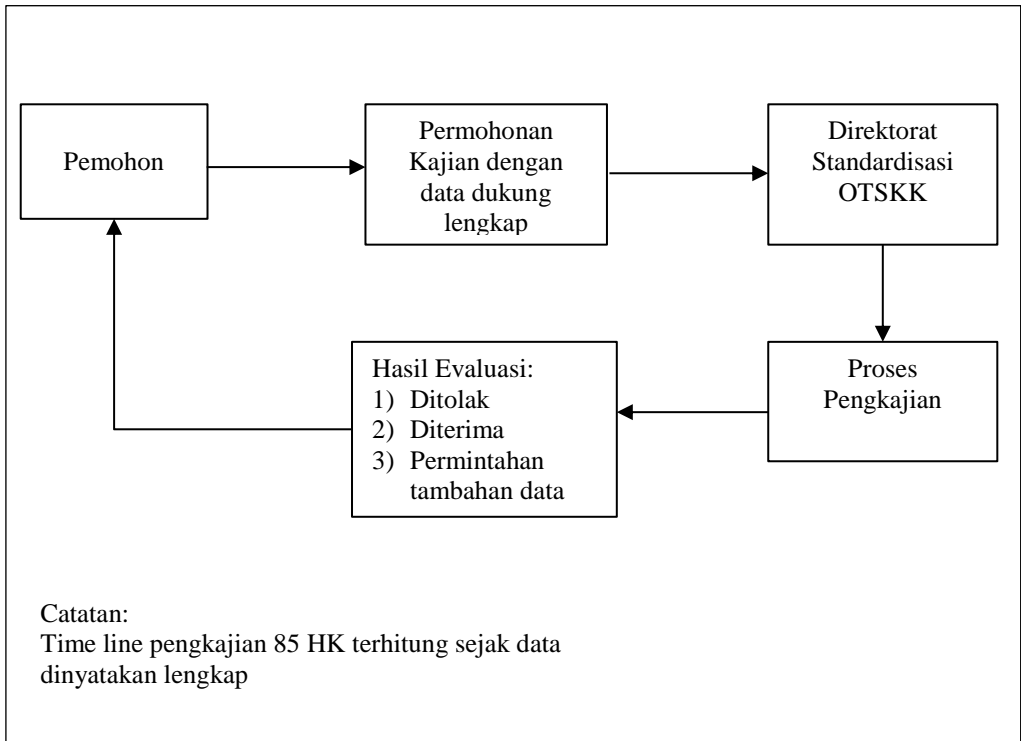 Pemohon
Permohonan
Kajian dengan
data dukung
lengkap
Direktorat
Standardisasi
OTSKK
Proses
Pengkajian
Hasil Evaluasi:
1) Ditolak
2) Diterima
3) Permintahan
tambahan data
Catatan:
Time line pengkajian 85 HK terhitung sejak data
dinyatakan lengkap